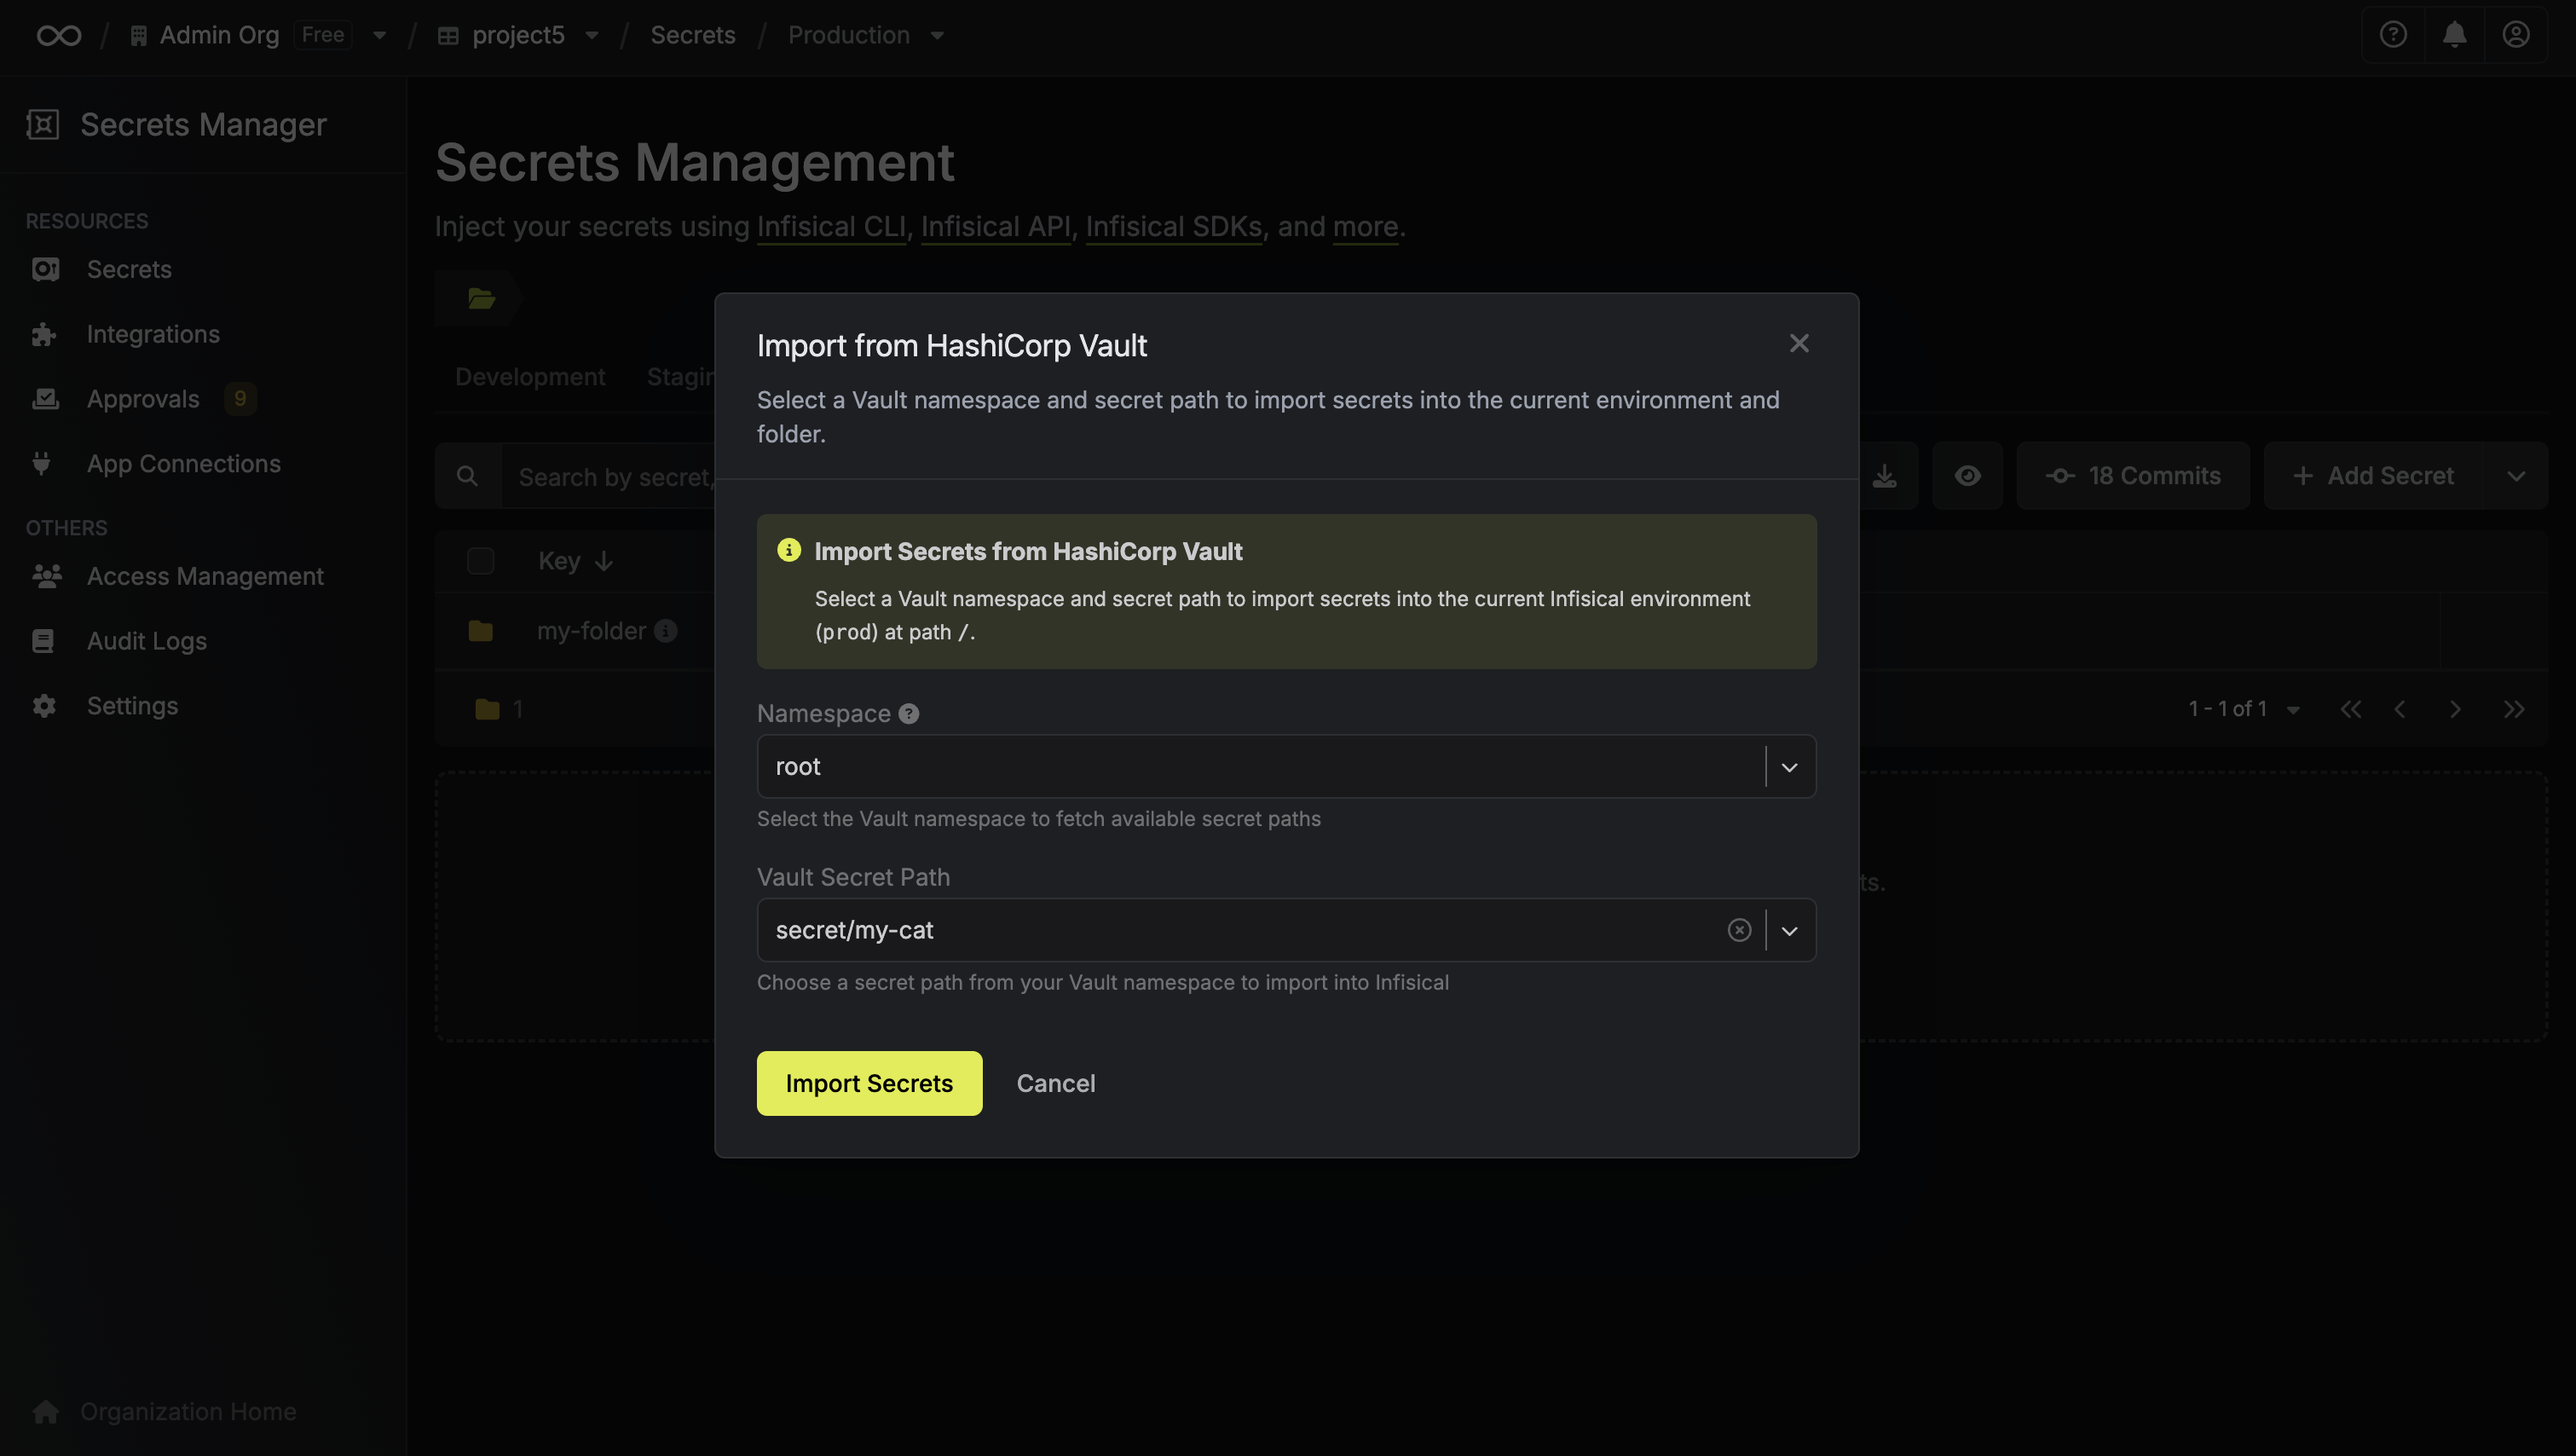 / Admin Org Free / project5 / Secrets / Production
Secrets Manager
RESOURCES
Secrets
Integrations
Approvals 9
App Connections
OTHERS
Access Management
Audit Logs
Settings
Organization Home
Secrets Management
Inject your secrets using Infisical CLI, Infisical API, Infisical SDKs, and more.
Development
Search by secret,
18 Commits
+ Add Secret
Key
my-folder
1
1 - 1 of 1
ts.
Import from HashiCorp Vault
Select a Vault namespace and secret path to import secrets into the current environment and
folder.
Import Secrets from HashiCorp Vault
Select a Vault namespace and secret path to import secrets into the current Infisical environment
(prod) at path /.
Namespace
root
Select the Vault namespace to fetch available secret paths
Vault Secret Path
secret/my-cat
Choose a secret path from your Vault namespace to import into Infisical
Import Secrets
Cancel